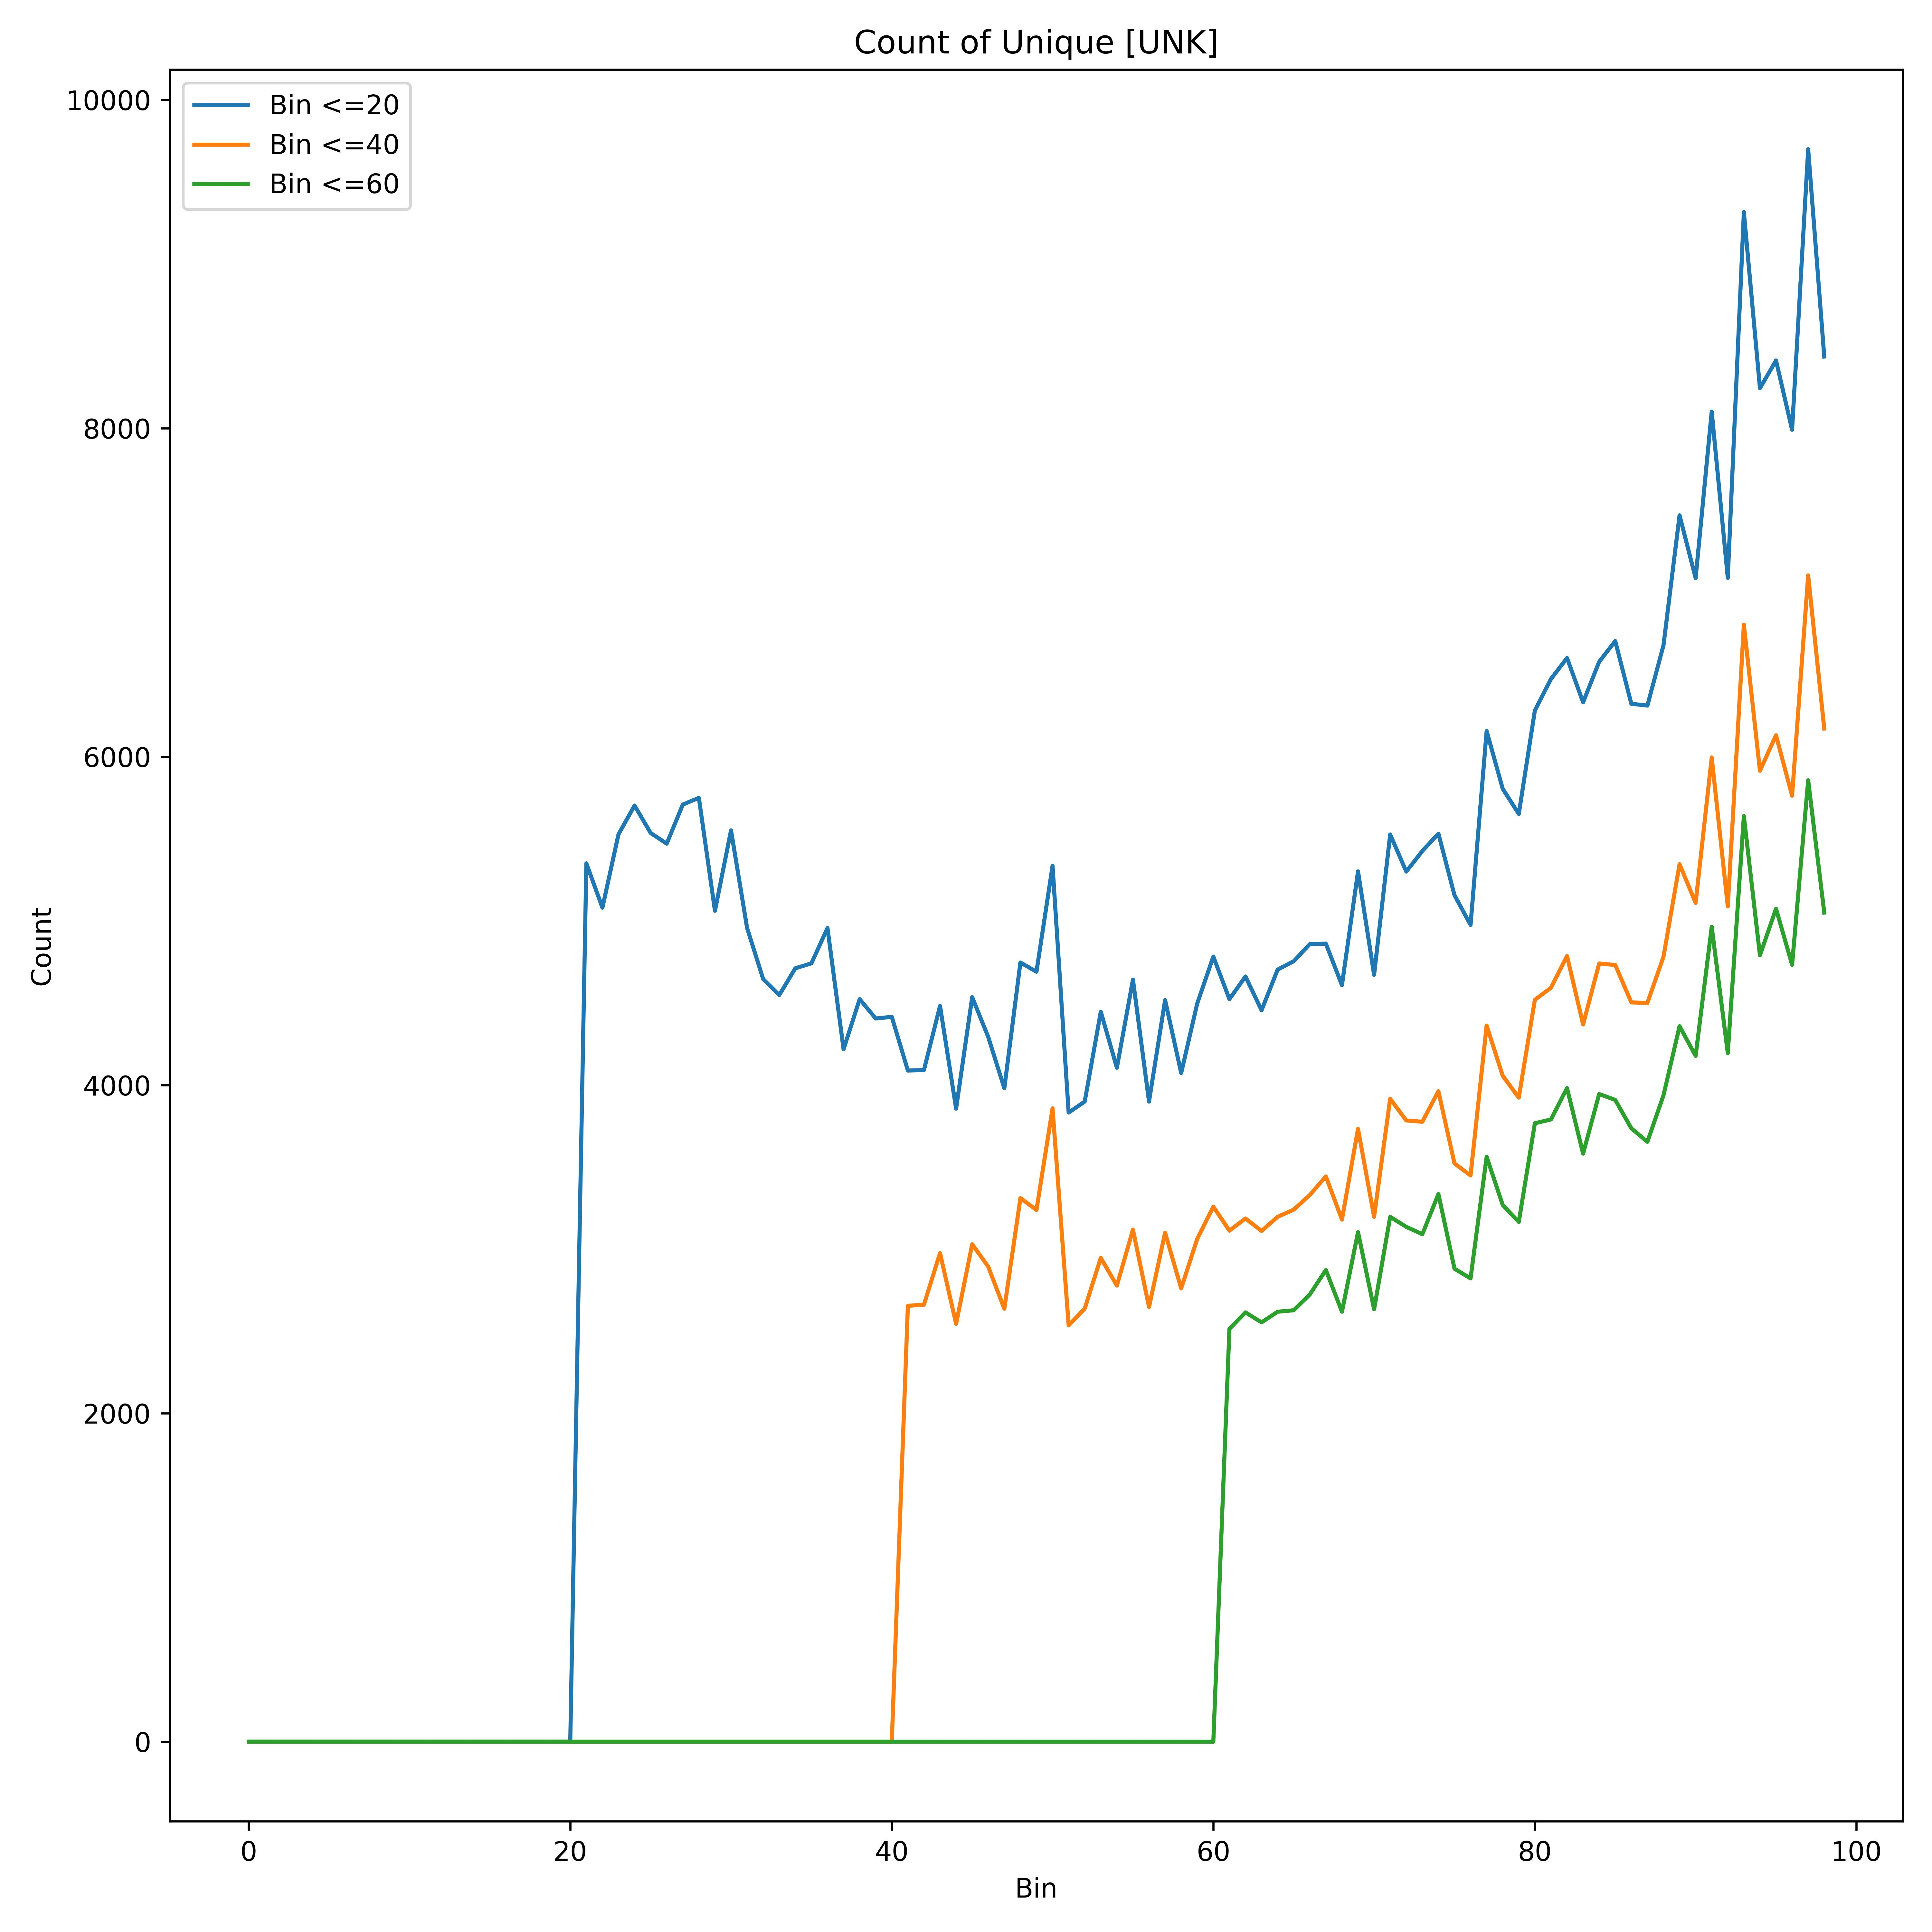 Count of Unique [UNK]
10000
8000
6000
4000
2000
0
Count
Bin <=20
Bin <=40
Bin <=60
0 20 40 60 80 100
Bin